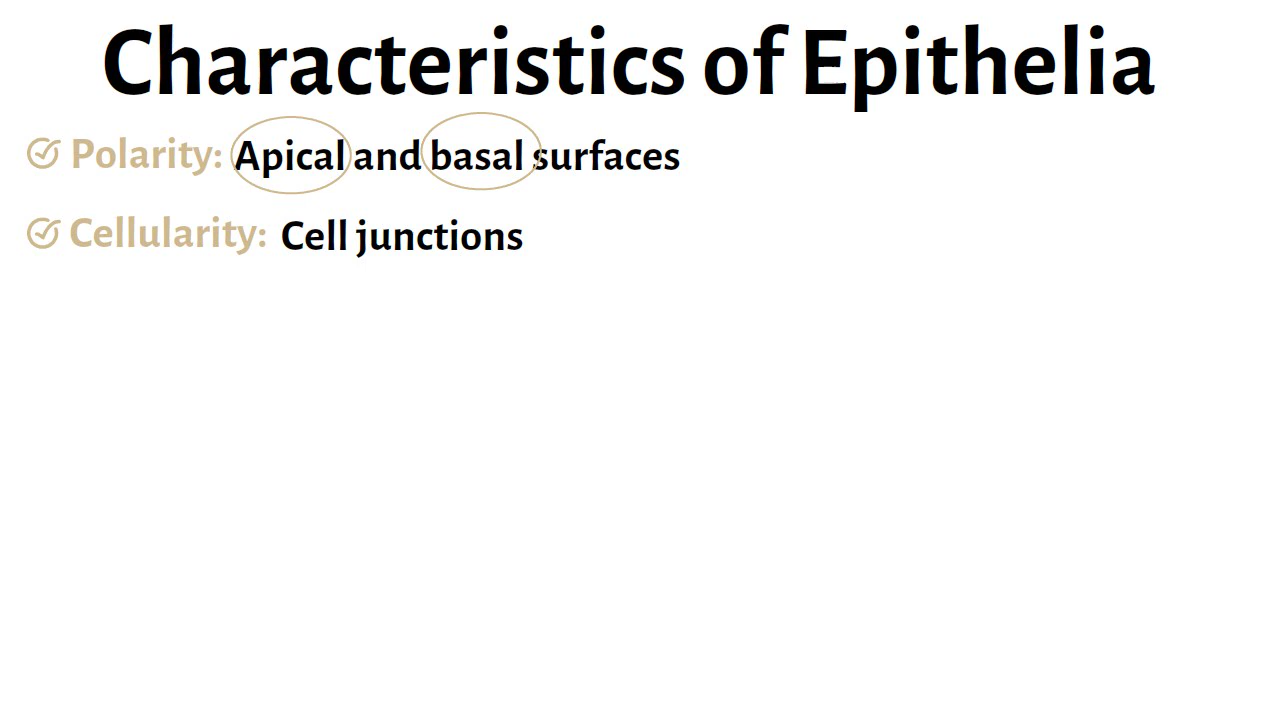 Characteristics of Epithelia
Polarity: Apical and basal surfaces
Cellularity: Cell junctions